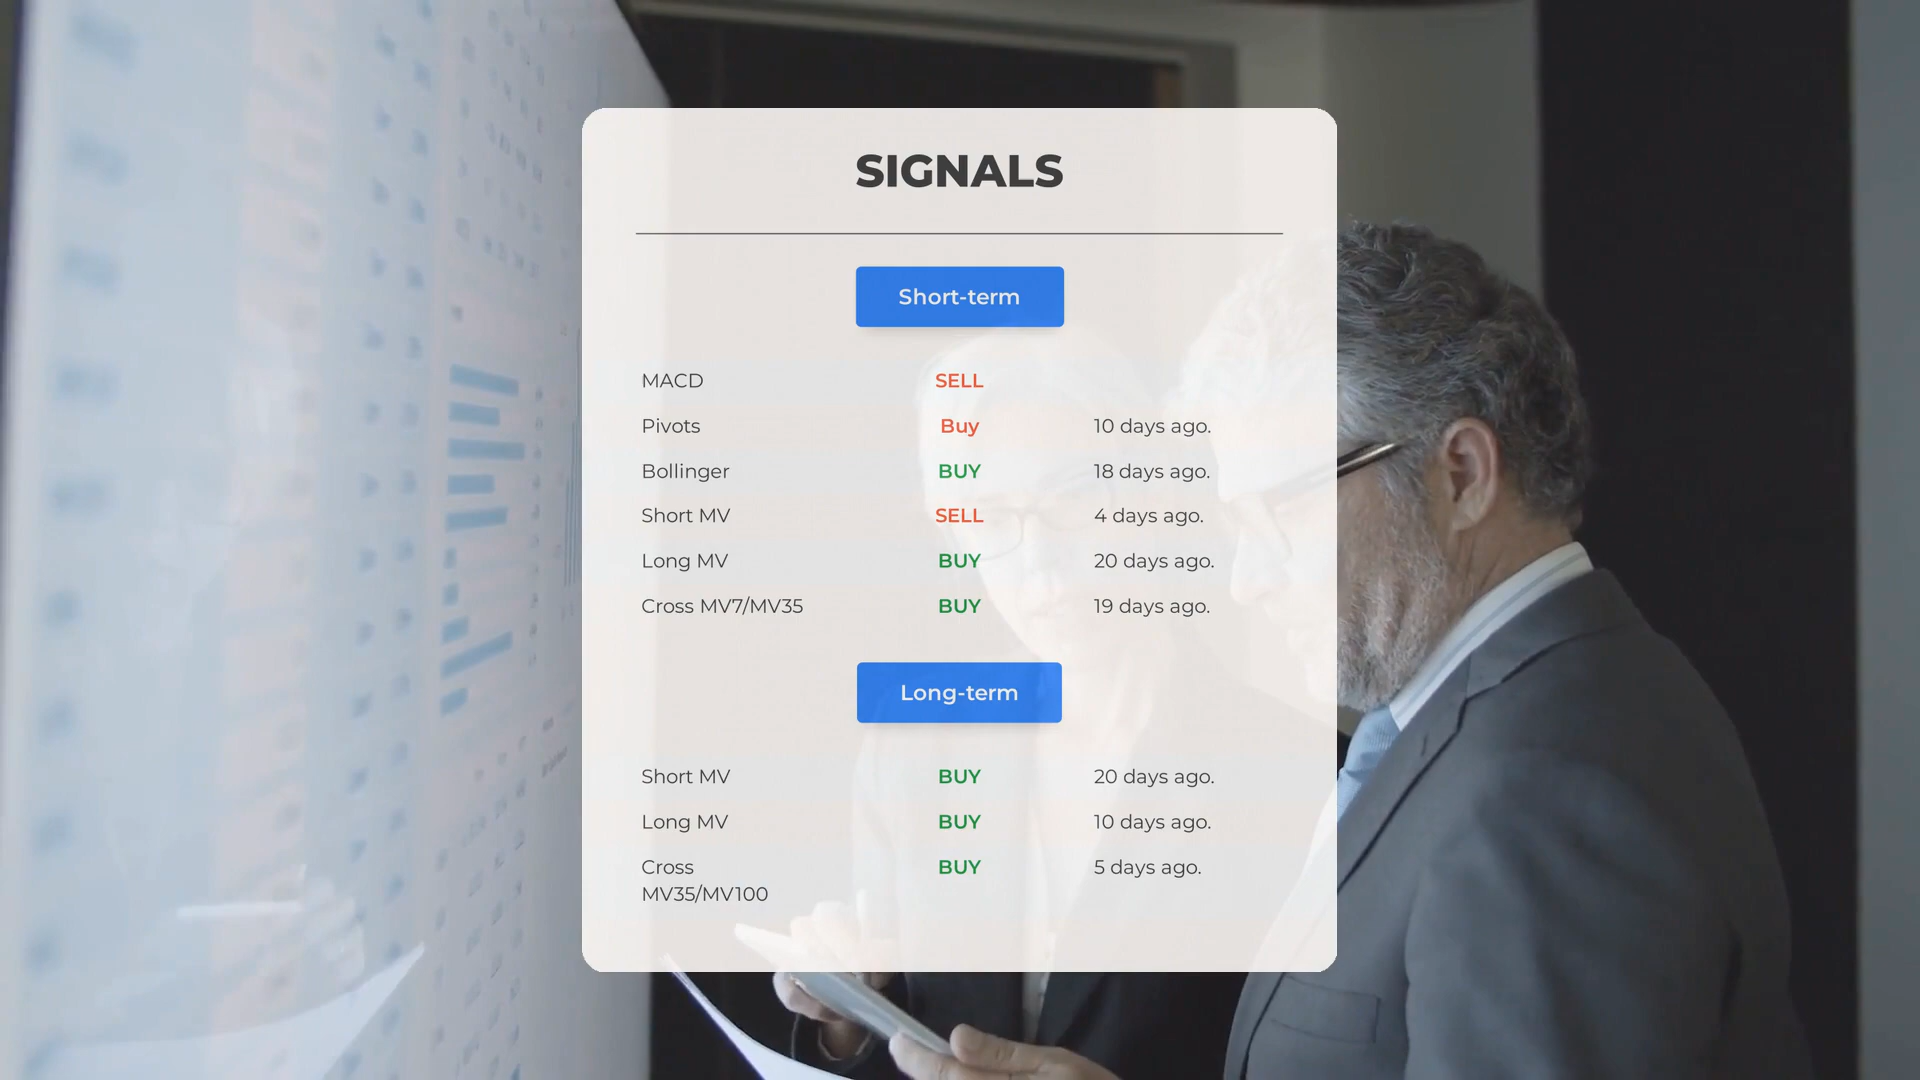 SIGNALS
Short-term
MACD SELL
Pivots Buy 10 days ago.
Bollinger BUY 18 days ago.
Short MV SELL 4 days ago.
Long MV BUY 20 days ago.
Cross MV7/MV35 BUY 19 days ago.
Long-term
Short MV BUY 20 days ago.
Long MV BUY 10 days ago.
Cross BUY 5 days ago.
MV35/MV100